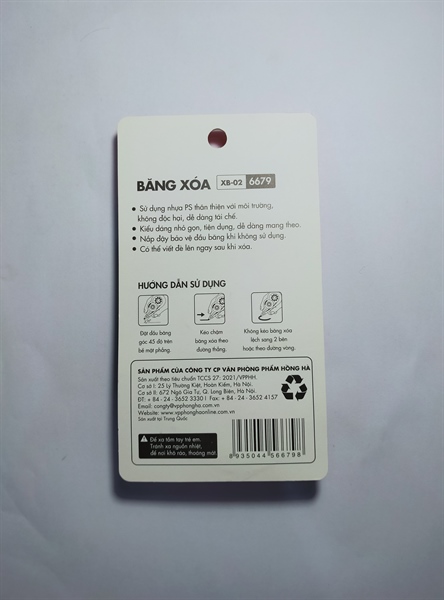 BĂNG XÓA XB-02 6679
• Sử dụng nhựa PS thân thiện với môi trường,
không độc hại, dễ dàng tái chế.
• Kiểu dáng nhỏ gọn, tiện dụng, dễ dàng mang theo.
• Nắp đậy bảo vệ đầu băng khi không sử dụng.
• Có thể viết đè lên ngay sau khi xóa.
HƯỚNG DẪN SỬ DỤNG
Đặt đầu băng
góc 45 độ trên
bề mặt phẳng.
Kéo chậm
băng xóa theo
đường thẳng.
Không kéo băng xóa
lệch sang 2 bên
hoặc theo đường vòng.
SẢN PHẨM CỦA CÔNG TY CP VĂN PHÒNG PHẨM HỒNG HÀ
Sản xuất theo tiêu chuẩn TCCS 27: 2021/VPPHH.
Cơ sở I: 25 Lý Thường Kiệt, Hoàn Kiếm, Hà Nội.
Cơ sở II: 672 Ngô Gia Tự, Q. Long Biên, Hà Nội.
ĐT: + 84 - 24 - 3652 3330 I Fax: + 84 - 24 - 3652 4157
Email: congty@vpphongha.com.vn
Website: www.vpphonghaonline.com.vn
Sản xuất tại Trung Quốc
Để xa tầm tay trẻ em.
Tránh xa nguồn nhiệt,
để nơi khô ráo, thoáng mát.
8 935044 566798